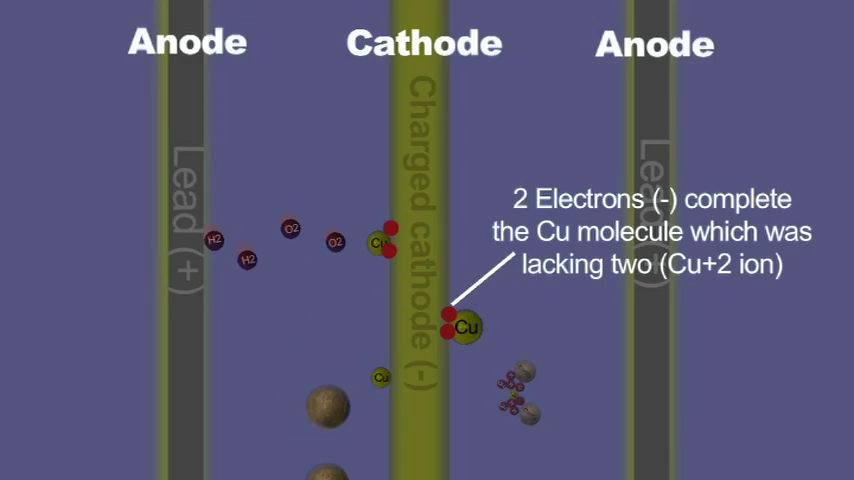 Anode
Cathode
Anode
Lead (+)
Charged cathode (-)
Lead (+)
2 Electrons (-) complete
the Cu molecule which was
lacking two (Cu+2 ion)
H2
H2
O2
O2
Cu
Cu
Cu